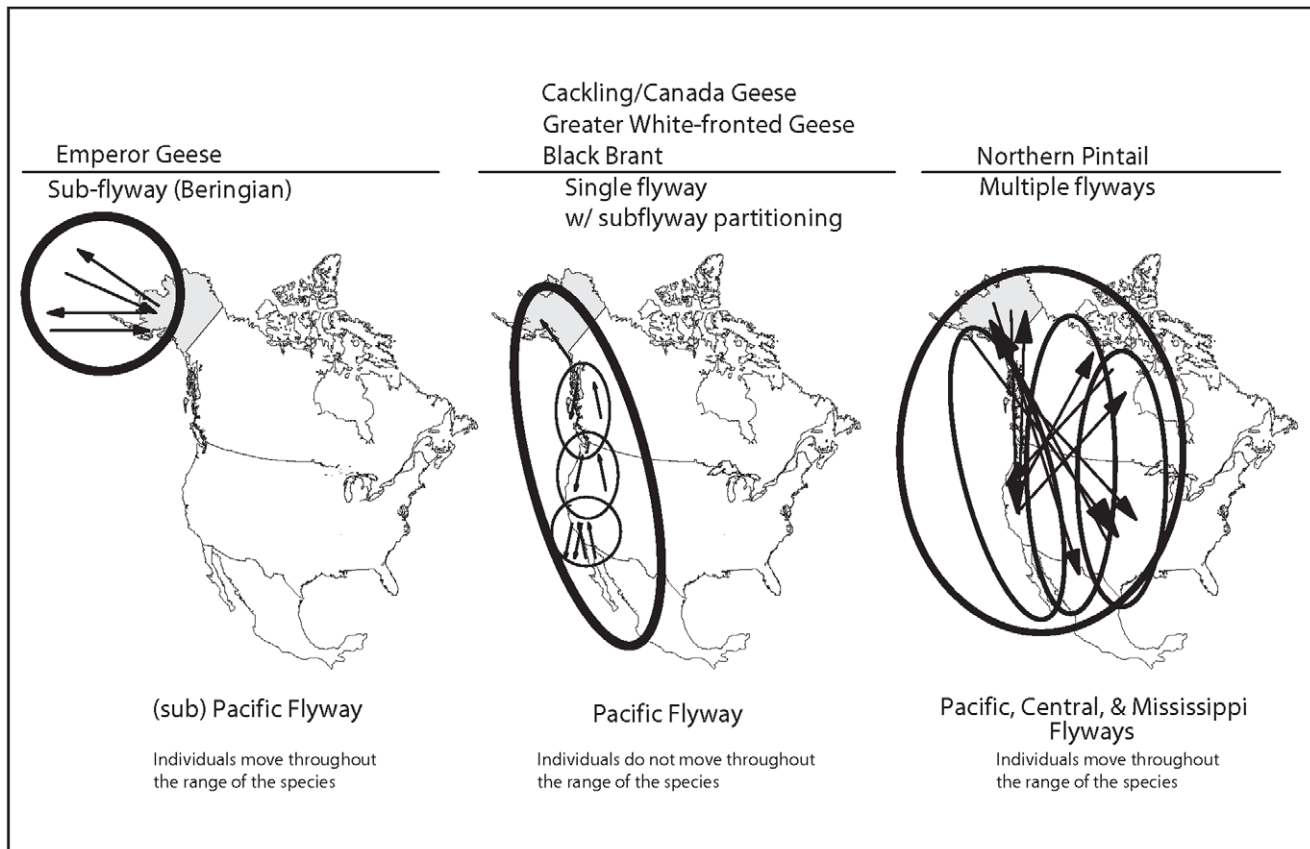 Emperor Geese
Sub-flyway (Beringian)
(sub) Pacific Flyway
Individuals move throughout
the range of the species
Cackling/Canada Geese
Greater White-fronted Geese
Black Brant
Single flyway
w/ subflyway partitioning
Pacific Flyway
Individuals do not move throughout
the range of the species
Northern Pintail
Multiple flyways
Pacific, Central, & Mississippi
Flyways
Individuals move throughout
the range of the species